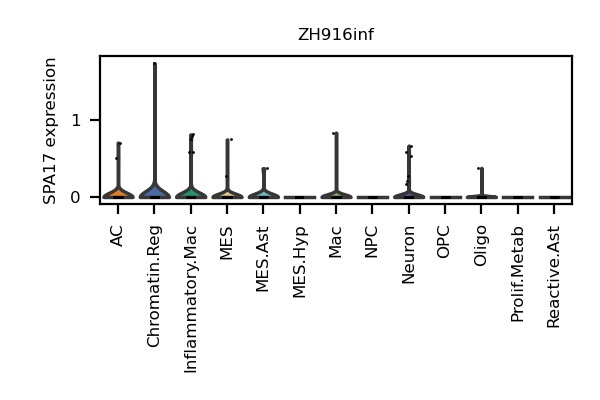 ZH916inf
SPA17 expression
1
0
AC
Chromatin.Reg
Inflammatory.Mac
MES
MES.Ast
MES.Hyp
Mac
NPC
Neuron
OPC
Oligo
Prolif.Metab
Reactive.Ast